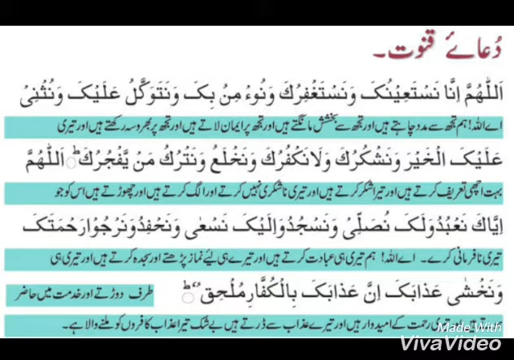 دُعائے قنوت۔
اَللّٰهُمَّ اِنَّا نَسْتَعِيْنُكَ وَنَسْتَغْفِرُكَ وَنُوْءمِنُ بِكَ وَنَتَوَكَّلُ عَلَيْكَ وَنُثْنِىْ
اے اللہ! ہم تجھ سے مدد چاہتے ہیں اور تجھ سے بخشش مانگتے ہیں اور تجھ پر ایمان لاتے ہیں اور تجھ پر بھروسہ رکھتے ہیں اور تیری
عَلَيْكَ الْخَيْرَ وَنَشْكُرُكَ وَلَا نَكْفُرُكَ وَنَخْلَعُ وَنَتْرُكُ مَنْ يَّفْجُرُكَ ؕ اَللّٰهُمَّ
بہت اچھی تعریف کرتے ہیں اور تیرا شکر کرتے ہیں اور تیری ناشکری نہیں کرتے اور الگ کرتے ہیں اور چھوڑتے ہیں اس کو جو
اِيَّاكَ نَعْبُدُ وَلَكَ نُصَلِّىْ وَنَسْجُدُ وَاِلَيْكَ نَسْعٰى وَنَحْفِدُ وَنَرْجُوْا رَحْمَتَكَ
تیری نافرمانی کرے۔ اے اللہ! ہم تیری ہی عبادت کرتے ہیں اور تیرے ہی لیئے نماز پڑھتے اور سجدہ کرتے ہیں اور تیری ہی
وَنَخْشٰى عَذَابَكَ اِنَّ عَذَابَكَ بِالْكُفَّارِ مُلْحِقٌ ؕ طرف دوڑتے اور خدمت میں حاضر
ہوتے ہیں اور تیری رحمت کے امیدوار ہیں اور تیرے عذاب سے ڈرتے ہیں بے شک تیرا عذاب کافروں کو ملنے والا ہے۔
Made With
VivaVideo